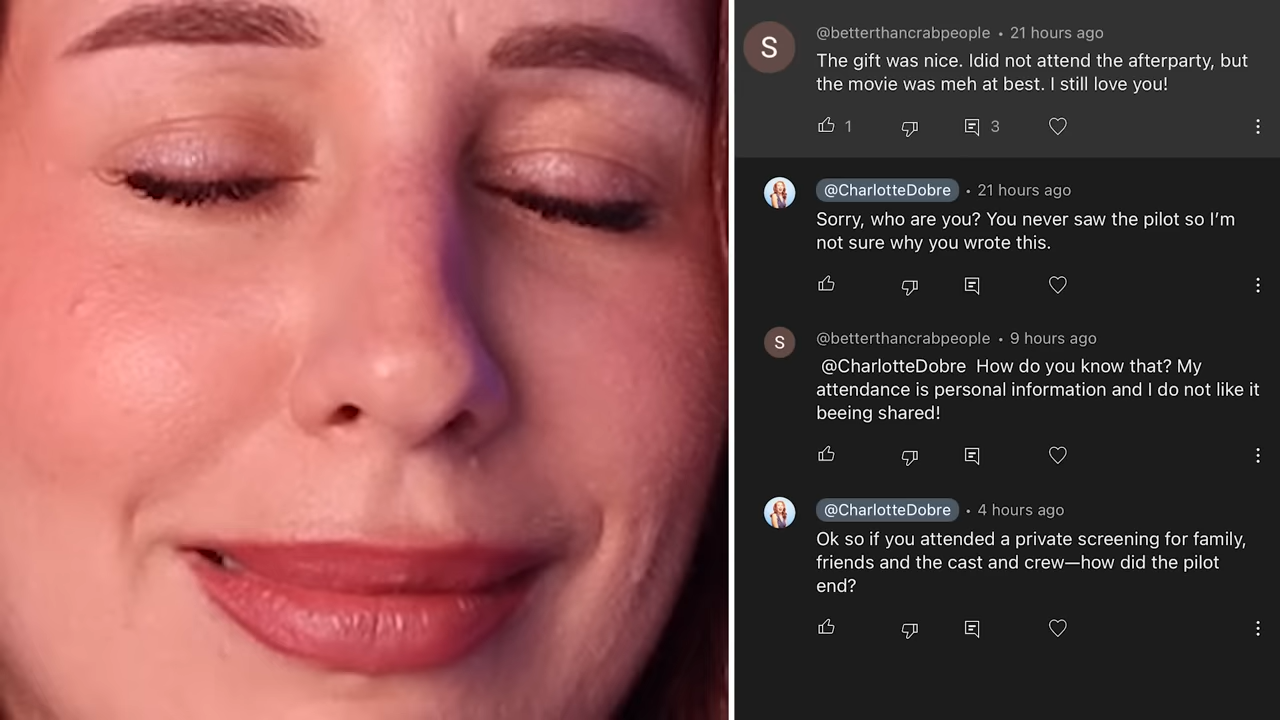 S
@betterthancrabpeople • 21 hours ago
The gift was nice. Idid not attend the afterparty, but
the movie was meh at best. I still love you!
1
3
@CharlotteDobre • 21 hours ago
Sorry, who are you? You never saw the pilot so I’m
not sure why you wrote this.
S
@betterthancrabpeople • 9 hours ago
@CharlotteDobre How do you know that? My
attendance is personal information and I do not like it
beeing shared!
@CharlotteDobre • 4 hours ago
Ok so if you attended a private screening for family,
friends and the cast and crew—how did the pilot
end?